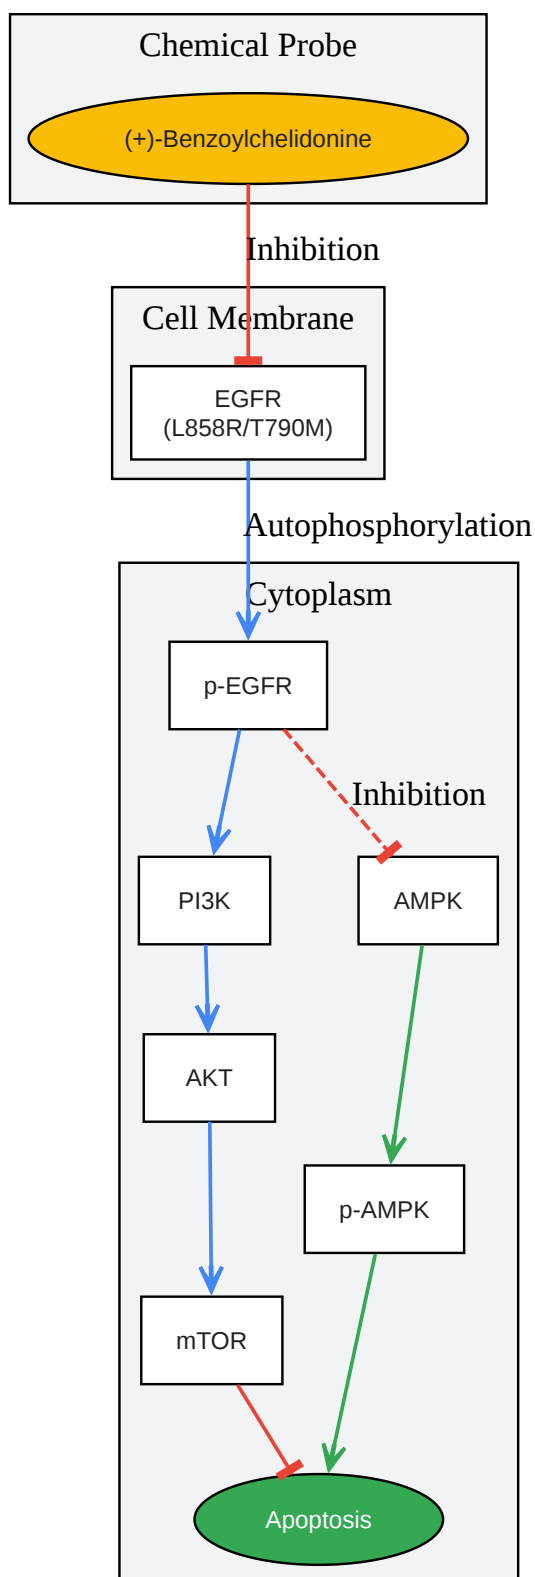 Chemical Probe
(+)-Benzoylchelidonine
Inhibition
Cell Membrane
EGFR
(L858R/T790M)
Autophosphorylation
Cytoplasm
p-EGFR
Inhibition
PI3K
AMPK
AKT
p-AMPK
mTOR
Apoptosis